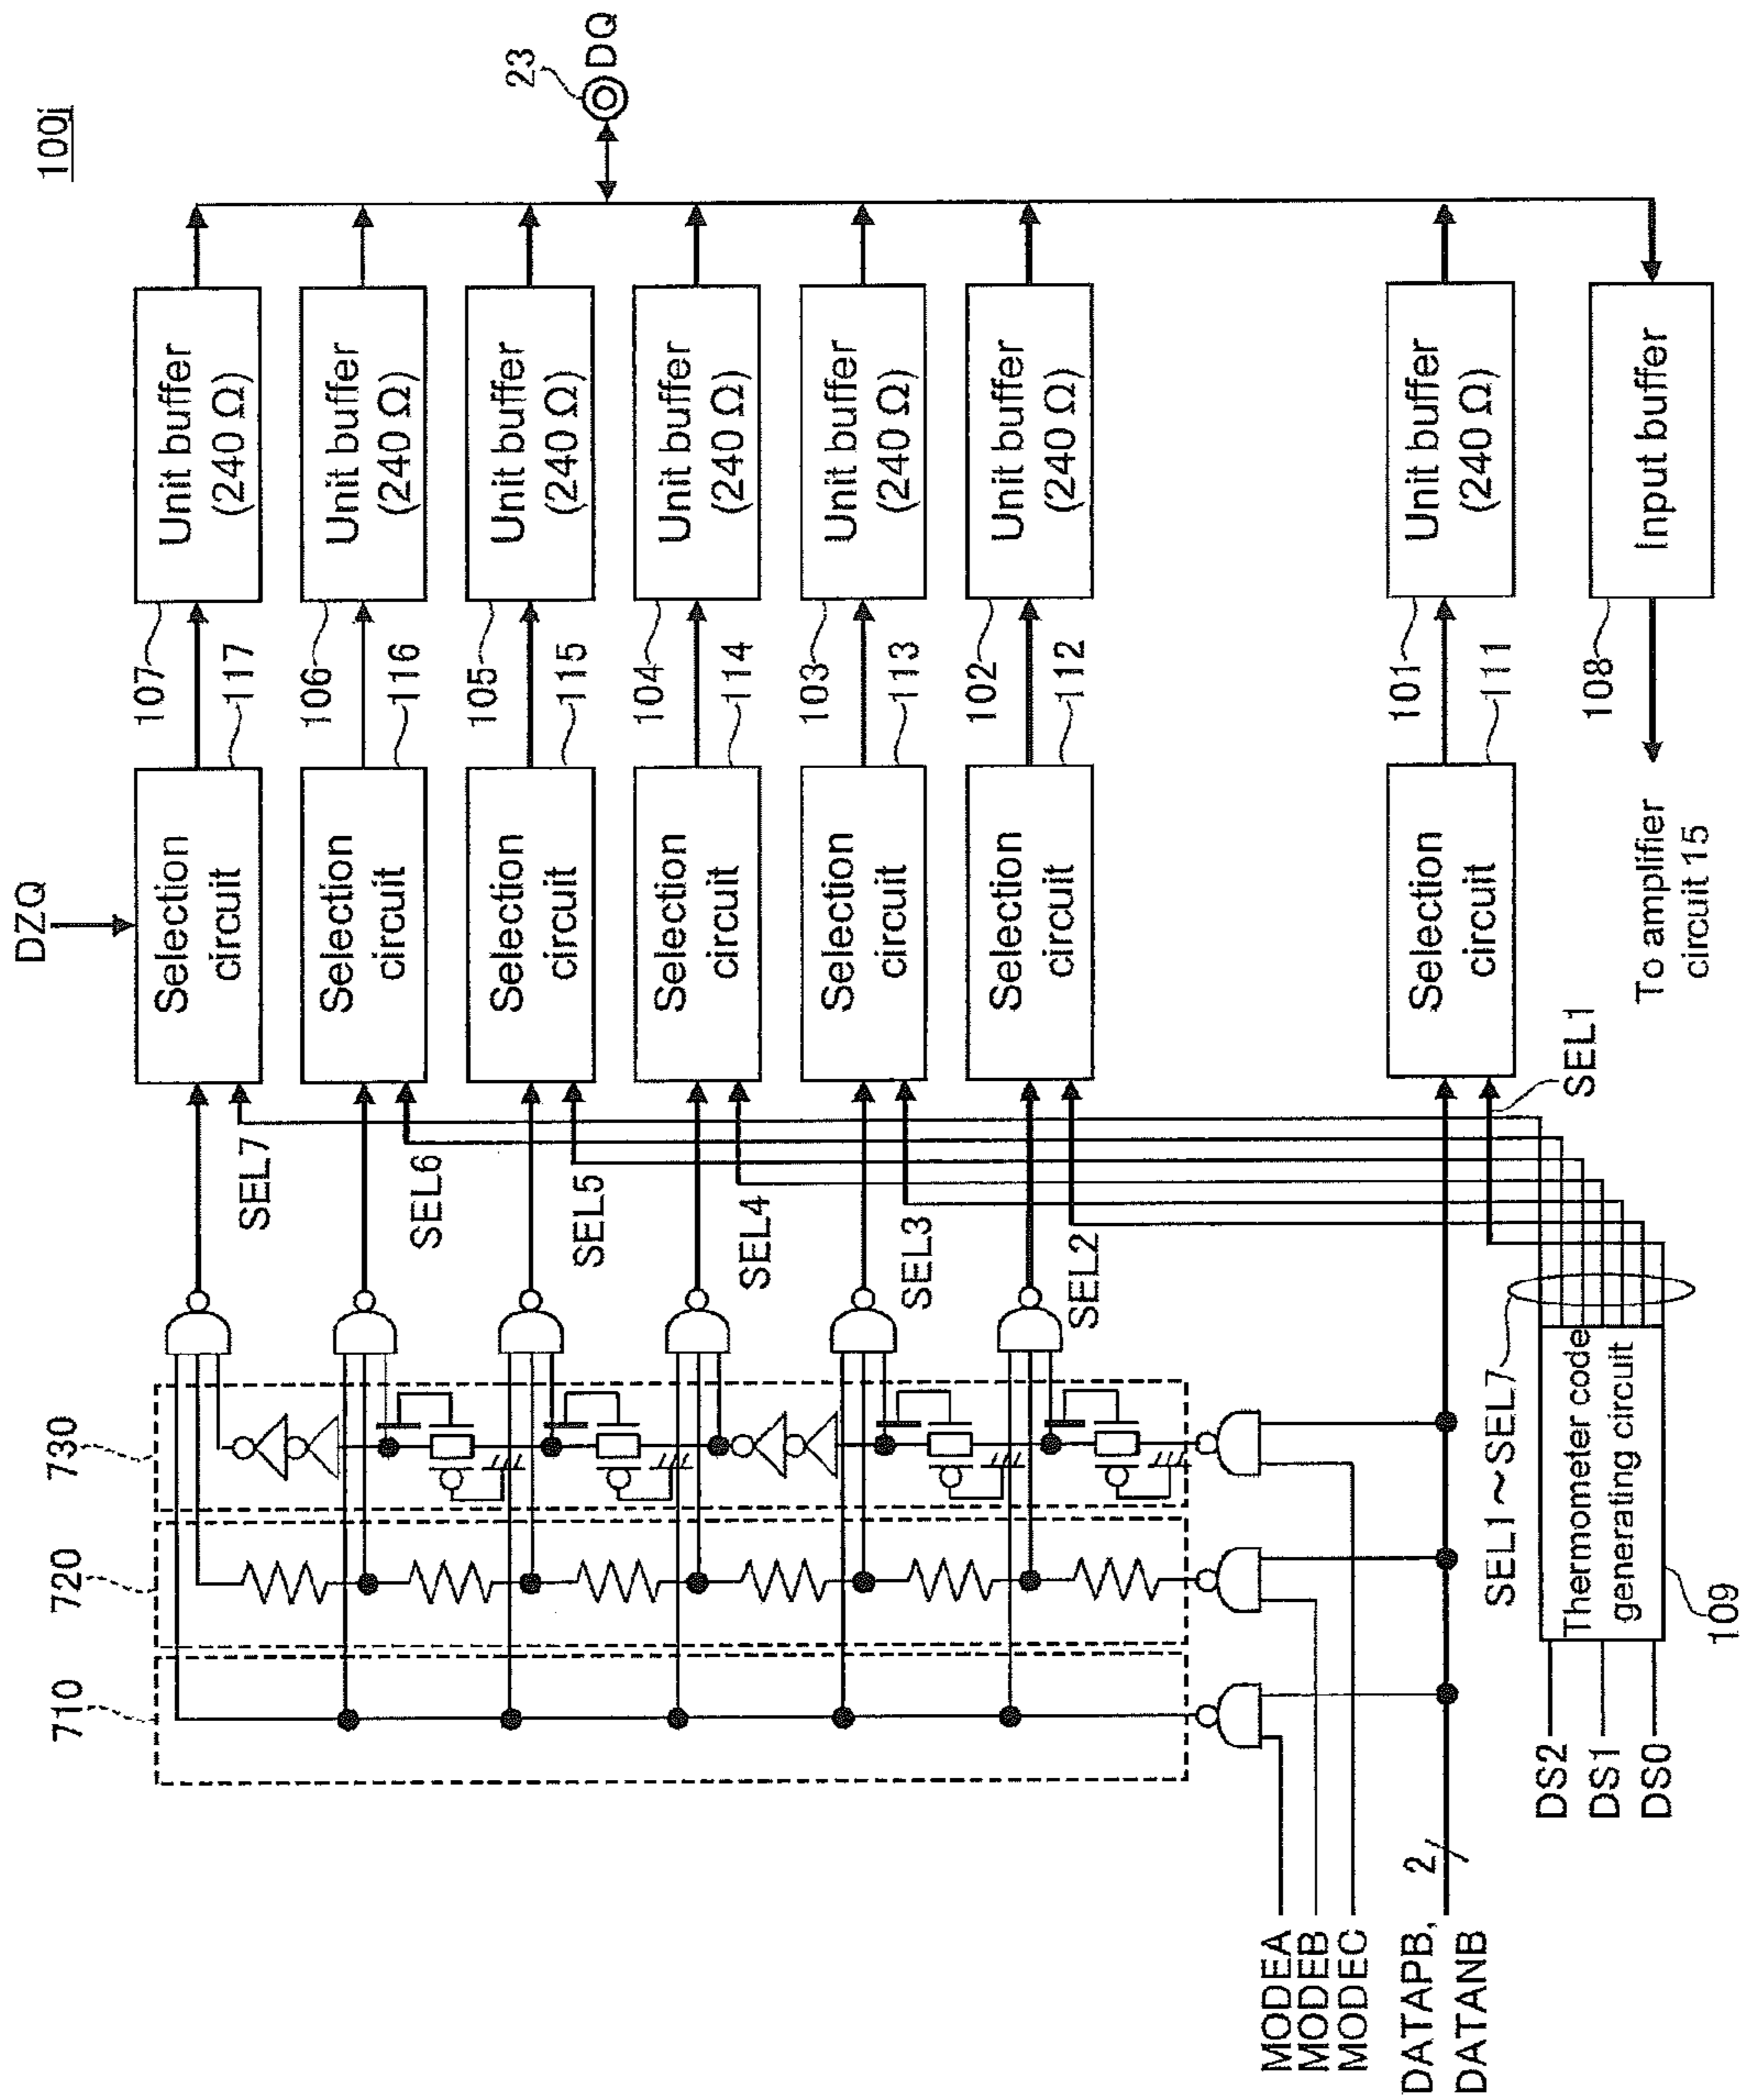 100j
23
DQ
DZQ
107
Unit buffer
(240 Ω)
117
Selection
circuit
SEL7
106
Unit buffer
(240 Ω)
116
Selection
circuit
SEL6
105
Unit buffer
(240 Ω)
115
Selection
circuit
SEL5
104
Unit buffer
(240 Ω)
114
Selection
circuit
SEL4
103
Unit buffer
(240 Ω)
113
Selection
circuit
SEL3
102
Unit buffer
(240 Ω)
112
Selection
circuit
SEL2
101
Unit buffer
(240 Ω)
111
Selection
circuit
SEL1
108
Input buffer
To amplifier
circuit 15
730
720
710
SEL1~SEL7
Thermometer code
generating circuit
109
DS2
DS1
DS0
MODEA
MODEB
MODEC
2
DATAPB,
DATANB